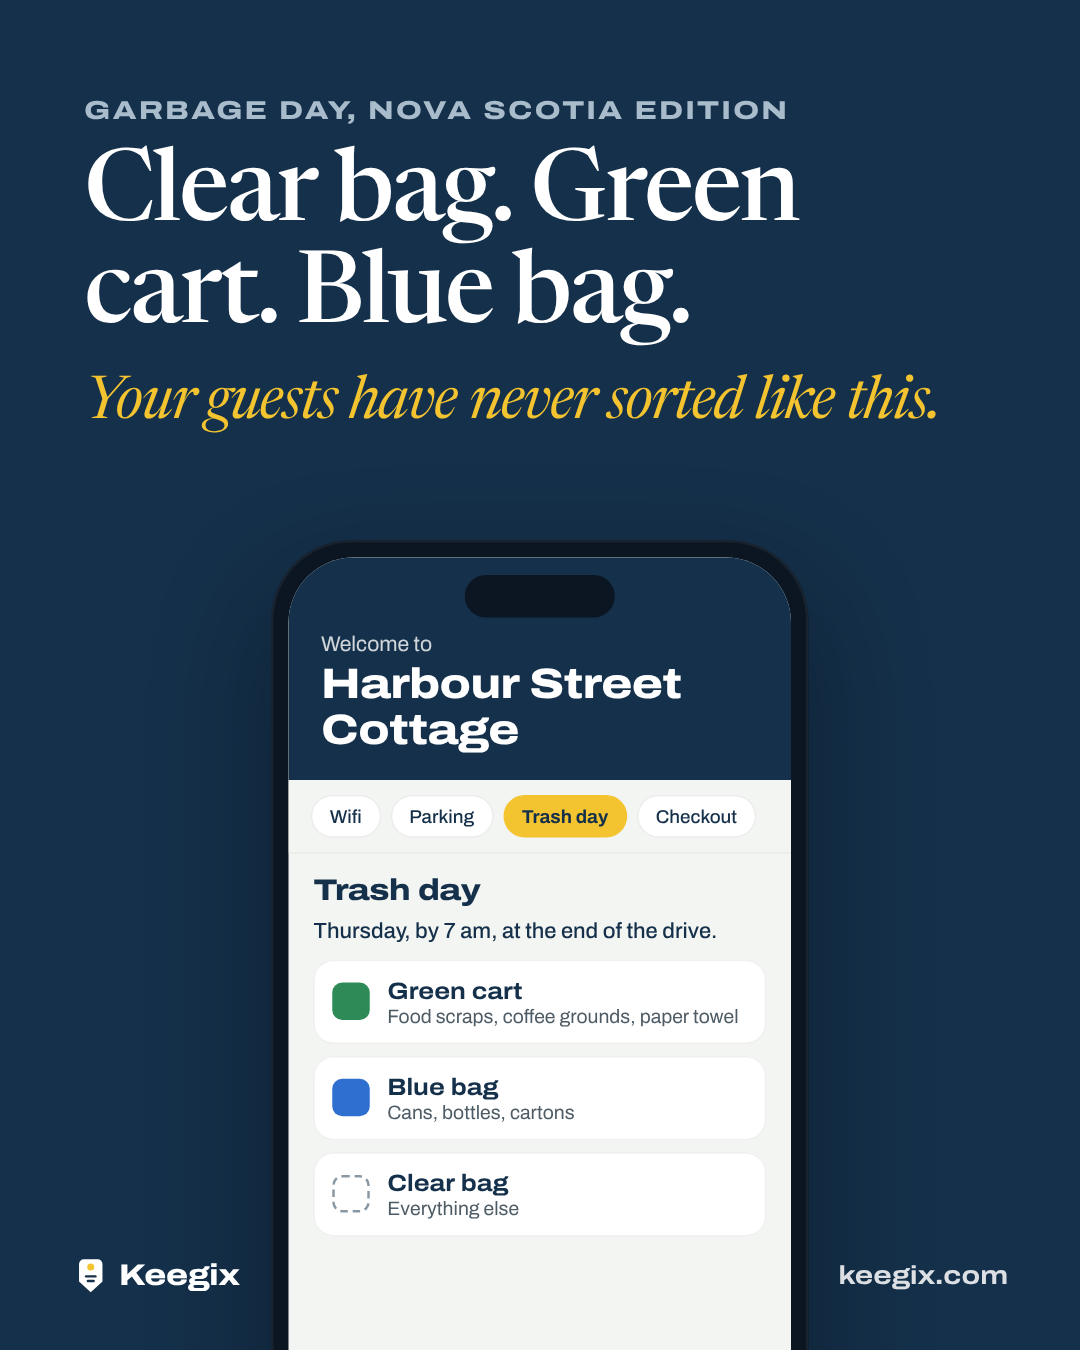 GARBAGE DAY, NOVA SCOTIA EDITION
Clear bag. Green
cart. Blue bag.
Your guests have never sorted like this.
Welcome to
Harbour Street
Cottage
Wifi
Parking
Trash day
Checkout
Trash day
Thursday, by 7 am, at the end of the drive.
Green cart
Food scraps, coffee grounds, paper towel
Blue bag
Cans, bottles, cartons
Clear bag
Everything else
Keegix
keegix.com